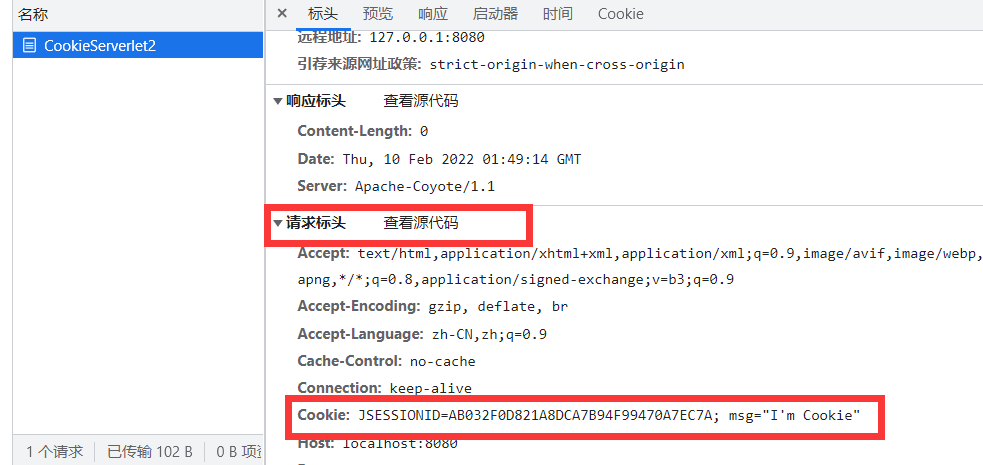 名称
CookieServerlet2
1 个请求 已传输 102 B 0 B 项
× 标头 预览 响应 启动器 时间 Cookie
远程地址: 127.0.0.1:8080
引荐来源网址政策: strict-origin-when-cross-origin
响应标头 查看源代码
Content-Length: 0
Date: Thu, 10 Feb 2022 01:49:14 GMT
Server: Apache-Coyote/1.1
请求标头 查看源代码
Accept: text/html,application/xhtml+xml,application/xml;q=0.9,image/avif,image/webp,
apng,*/*;q=0.8,application/signed-exchange;v=b3;q=0.9
Accept-Encoding: gzip, deflate, br
Accept-Language: zh-CN,zh;q=0.9
Cache-Control: no-cache
Connection: keep-alive
Cookie: JSESSIONID=AB032F0D821A8DCA7B94F99470A7EC7A; msg="I'm Cookie"
Host: localhost:8080